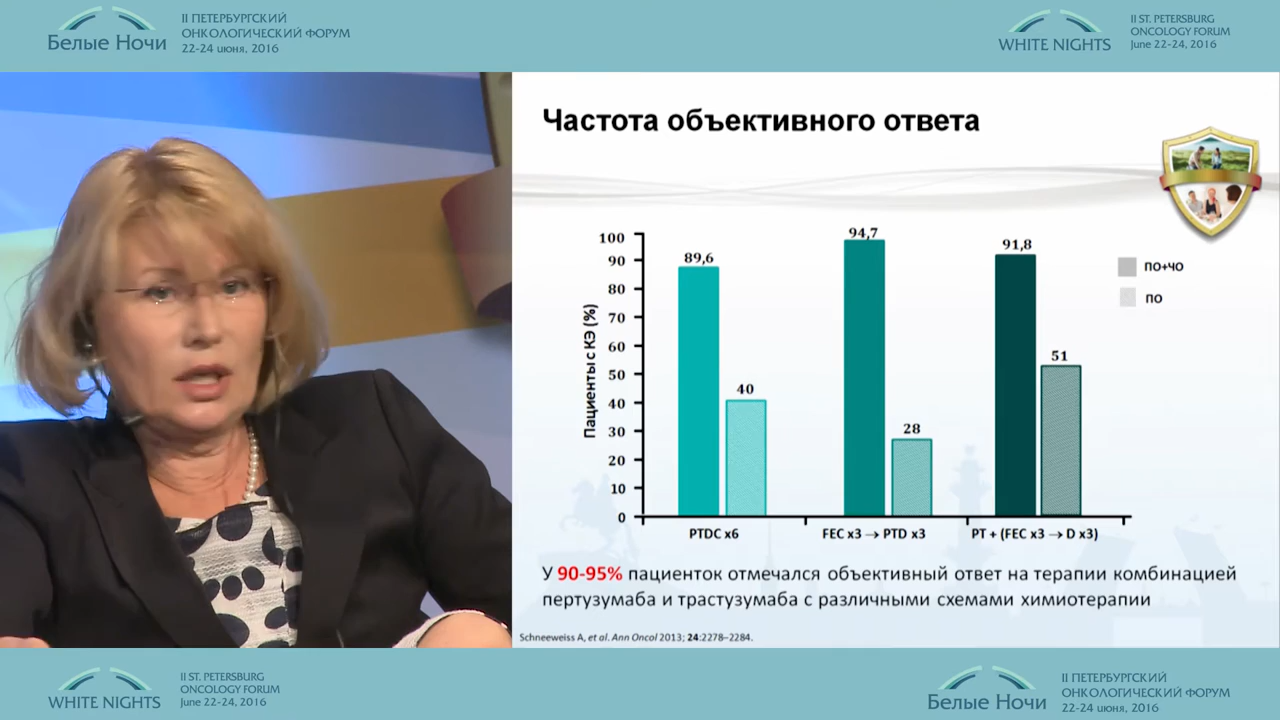 II ПЕТЕРБУРГСКИЙ
ОНКОЛОГИЧЕСКИЙ ФОРУМ
22-24 июня, 2016
Белые Ночи
WHITE NIGHTS
II ST. PETERSBURG
ONCOLOGY FORUM
June 22-24, 2016
Частота объективного ответа
Пациенты с КЭ (%)
100
90
80
70
60
50
40
30
20
10
0
89,6
40
94,7
28
91,8
51
ПО+ЧО
ПО
PTDC x6
FEC x3 → PTD x3
PT + (FEC x3 → D x3)
У 90-95% пациенток отмечался объективный ответ на терапии комбинацией
пертузумаба и трастузумаба с различными схемами химиотерапии
Schneeweiss A, et al. Ann Oncol 2013; 24:2278–2284.
WHITE NIGHTS
II ST. PETERSBURG
ONCOLOGY FORUM
June 22-24, 2016
Белые Ночи
II ПЕТЕРБУРГСКИЙ
ОНКОЛОГИЧЕСКИЙ ФОРУМ
22-24 июня, 2016